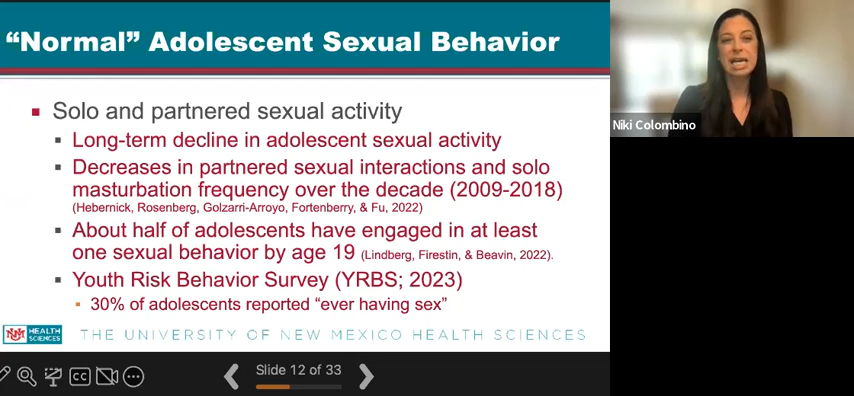 “Normal” Adolescent Sexual Behavior
Solo and partnered sexual activity
Long-term decline in adolescent sexual activity
Decreases in partnered sexual interactions and solo
masturbation frequency over the decade (2009-2018)
(Hebernick, Rosenberg, Golzarri-Arroyo, Fortenberry, & Fu, 2022)
About half of adolescents have engaged in at least
one sexual behavior by age 19 (Lindberg, Firestin, & Beavin, 2022).
Youth Risk Behavior Survey (YRBS; 2023)
30% of adolescents reported “ever having sex”
UNM HEALTH
SCIENCES
THE UNIVERSITY OF NEW MEXICO HEALTH SCIENCES
CC
Slide 12 of 33
Niki Colombino